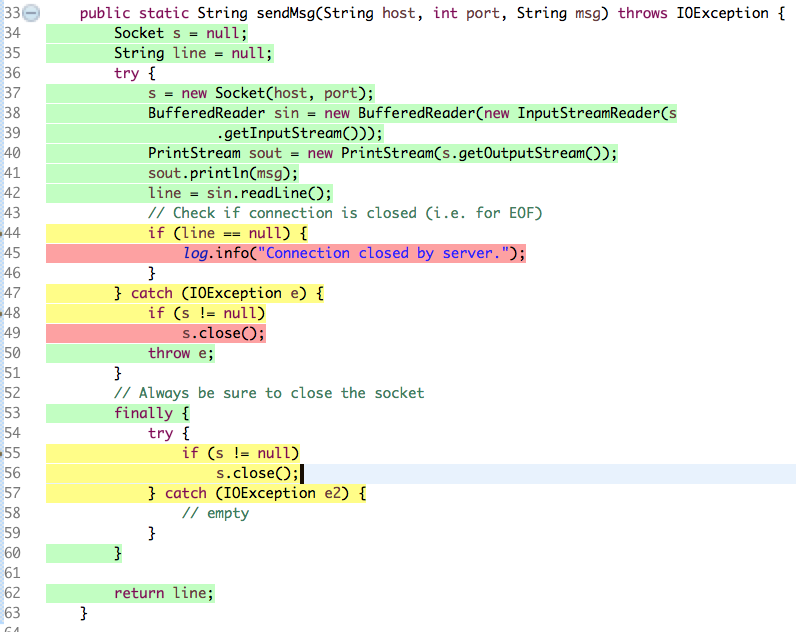 33 public static String sendMsg(String host, int port, String msg) throws IOException {
34 Socket s = null;
35 String line = null;
36 try {
37 s = new Socket(host, port);
38 BufferedReader sin = new BufferedReader(new InputStreamReader(s
39 .getInputStream()));
40 PrintStream sout = new PrintStream(s.getOutputStream());
41 sout.println(msg);
42 line = sin.readLine();
43 // Check if connection is closed (i.e. for EOF)
44 if (line == null) {
45 log.info("Connection closed by server.");
46 }
47 } catch (IOException e) {
48 if (s != null)
49 s.close();
50 throw e;
51 }
52 // Always be sure to close the socket
53 finally {
54 try {
55 if (s != null)
56 s.close();
57 } catch (IOException e2) {
58 // empty
59 }
60 }
61
62 return line;
63 }
64